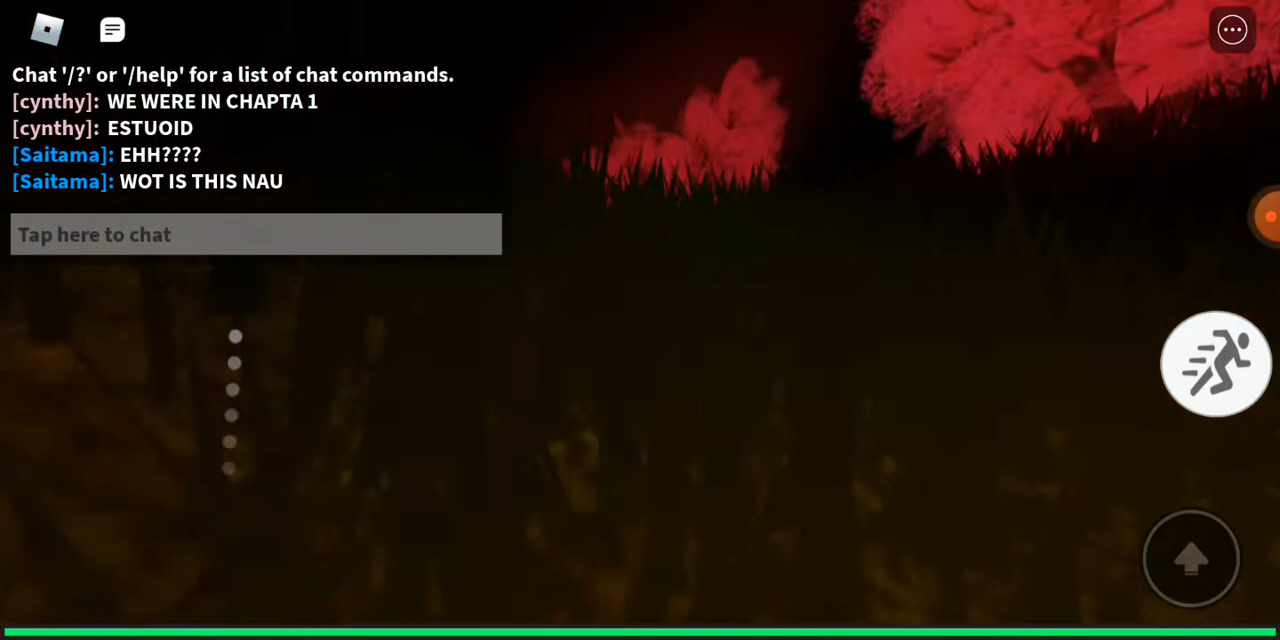 Chat '/?' or '/help' for a list of chat commands.
[cynthy]: WE WERE IN CHAPTA 1
[cynthy]: ESTUOID
[Saitama]: EHH????
[Saitama]: WOT IS THIS NAU
Tap here to chat